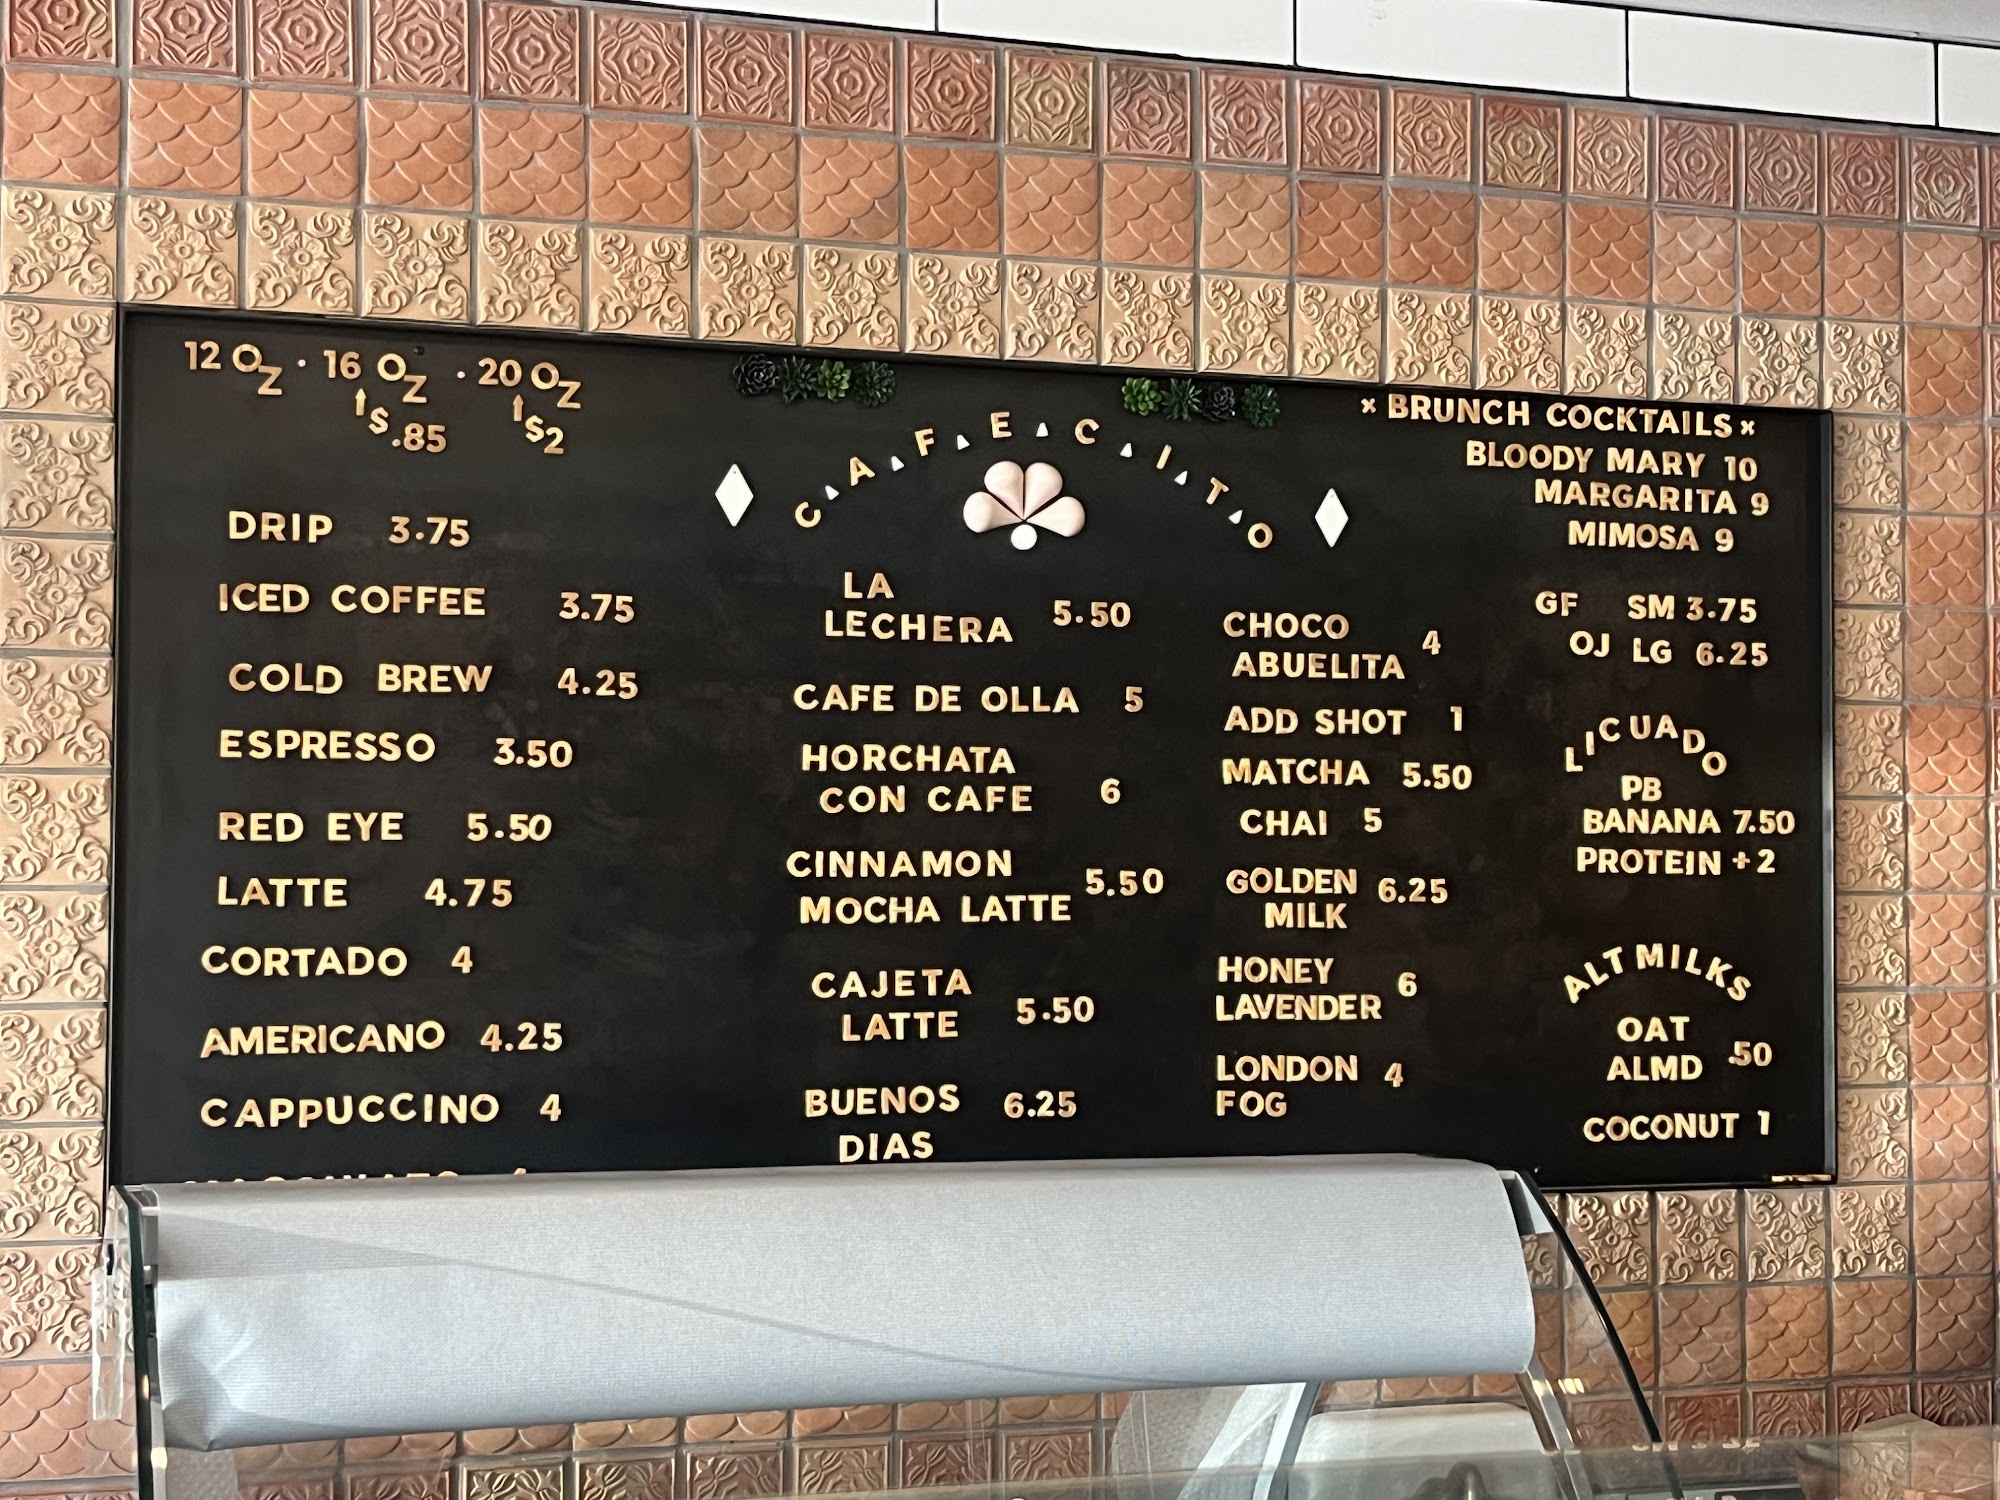 12 OZ · 16 OZ · 20 OZ
$.85 $2
DRIP 3.75
ICED COFFEE 3.75
COLD BREW 4.25
ESPRESSO 3.50
RED EYE 5.50
LATTE 4.75
CORTADO 4
AMERICANO 4.25
CAPPUCCINO 4
CAFECITO
LA
LECHERA 5.50
CAFE DE OLLA 5
HORCHATA
CON CAFE 6
CINNAMON
MOCHA LATTE 5.50
CAJETA
LATTE 5.50
BUENOS 6.25
DIAS
CHOCO
ABUELITA 4
ADD SHOT 1
MATCHA 5.50
CHAI 5
GOLDEN 6.25
MILK
HONEY
LAVENDER 6
LONDON 4
FOG
× BRUNCH COCKTAILS ×
BLOODY MARY 10
MARGARITA 9
MIMOSA 9
GF SM 3.75
OJ LG 6.25
LICUADO
PB
BANANA 7.50
PROTEIN + 2
ALT MILKS
OAT
ALMD .50
COCONUT 1